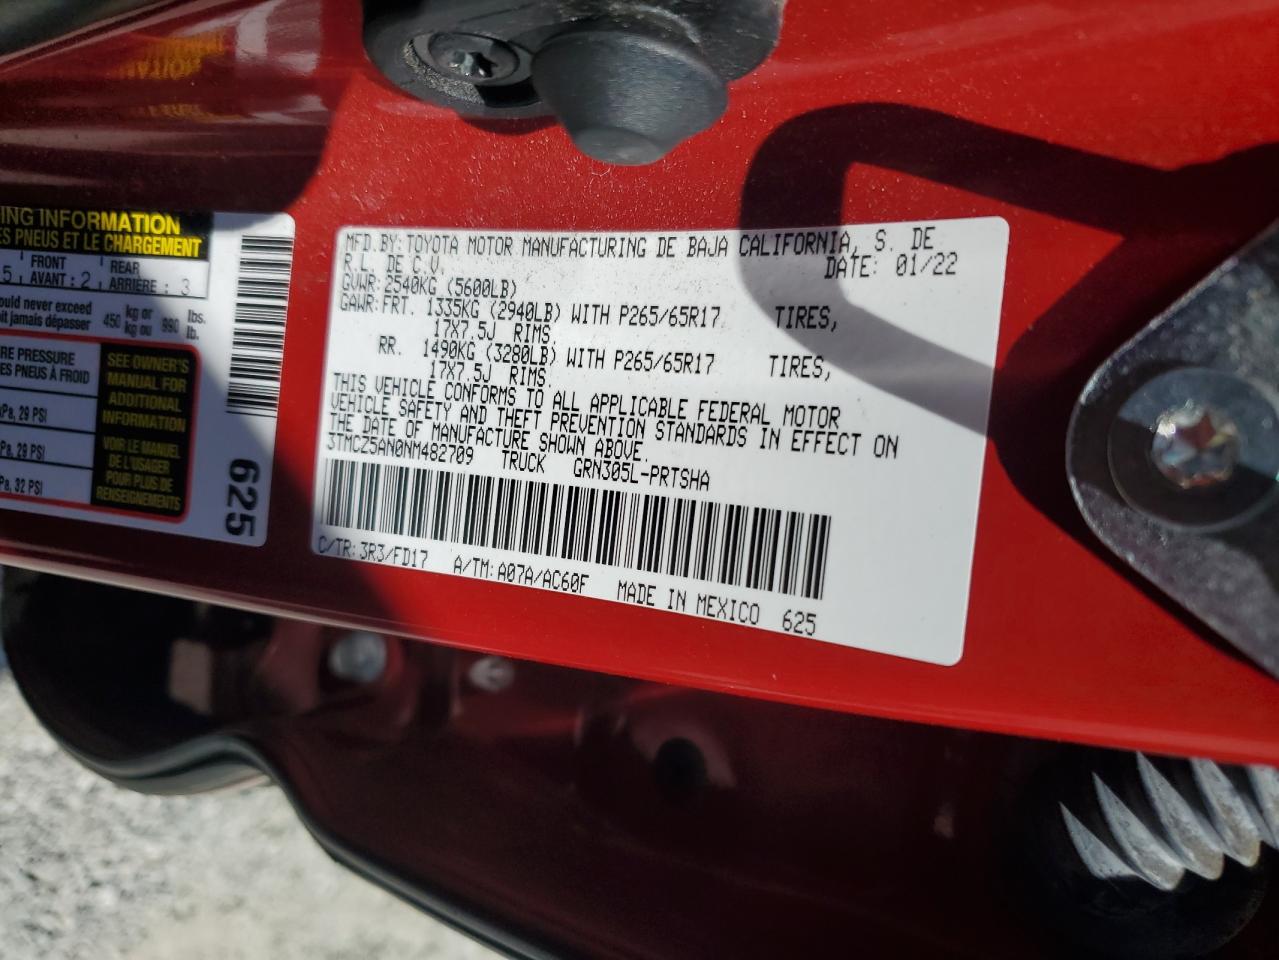 ING INFORMATION
ES PNEUS ET LE CHARGEMENT
5 FRONT AVANT : 2 REAR ARRIÈRE : 3
ould never exceed
oit jamais dépasser 450 kg or kg ou 990 lbs. lb.
RE PRESSURE
ES PNEUS À FROID
kPa, 29 PSI
kPa, 29 PSI
Pa, 32 PSI
SEE OWNER'S
MANUAL FOR
ADDITIONAL
INFORMATION
VOIR LE MANUEL
DE L'USAGER
POUR PLUS DE
RENSEIGNEMENTS
625
MFD. BY: TOYOTA MOTOR MANUFACTURING DE BAJA CALIFORNIA, S. DE
R.L. DE C.V. DATE: 01/22
GVWR: 2540KG (5600LB)
GAWR: FRT. 1335KG (2940LB) WITH P265/65R17 TIRES,
17X7.5J RIMS.
RR. 1490KG (3280LB) WITH P265/65R17 TIRES,
17X7.5J RIMS.
THIS VEHICLE CONFORMS TO ALL APPLICABLE FEDERAL MOTOR
VEHICLE SAFETY AND THEFT PREVENTION STANDARDS IN EFFECT ON
THE DATE OF MANUFACTURE SHOWN ABOVE.
3TMCZ5AN0NM482709 TRUCK GRN305L-PRTSHA
C/TR: 3R3/FD17 A/TM: A07A/AC60F MADE IN MEXICO 625